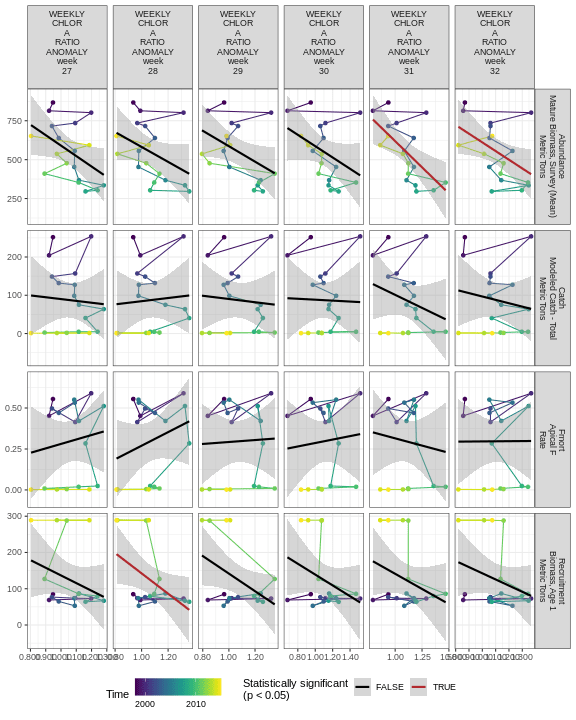 WEEKLY
CHLOR
A
RATIO
ANOMALY
week
27
WEEKLY
CHLOR
A
RATIO
ANOMALY
week
28
WEEKLY
CHLOR
A
RATIO
ANOMALY
week
29
WEEKLY
CHLOR
A
RATIO
ANOMALY
week
30
WEEKLY
CHLOR
A
RATIO
ANOMALY
week
31
WEEKLY
CHLOR
A
RATIO
ANOMALY
week
32
750
500
250
Abundance
Mature Biomass, Survey (Mean)
Metric Tons
200
100
0
Catch
Modeled Catch - Total
Metric Tons
0.50
0.25
0.00
Fmort
Apical F
Rate
300
200
100
0
Recruitment
Biomass, Age 1
Metric Tons
1.00 1.20
0.80 1.00 1.20
0.80 1.00 1.20 1.40
1.00 1.25
Time
2000 2010
Statistically significant
(p < 0.05)
FALSE
TRUE